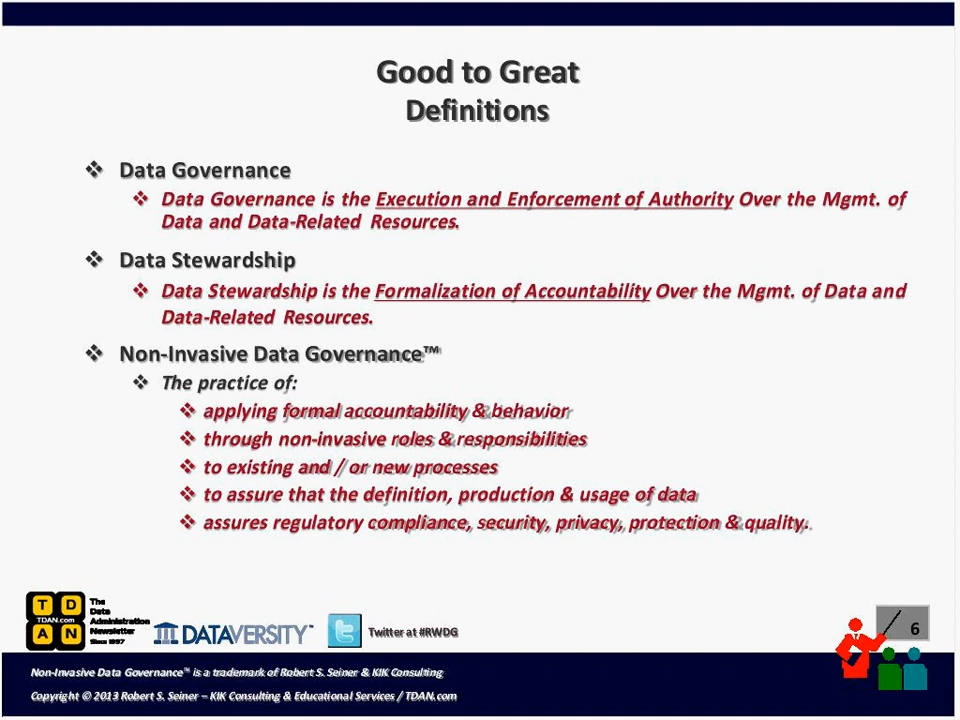 Good to Great
Definitions
❖ Data Governance
❖ Data Governance is the Execution and Enforcement of Authority Over the Mgmt. of
Data and Data-Related Resources.
❖ Data Stewardship
❖ Data Stewardship is the Formalization of Accountability Over the Mgmt. of Data and
Data-Related Resources.
❖ Non-Invasive Data Governance™
❖ The practice of:
❖ applying formal accountability & behavior
❖ through non-invasive roles & responsibilities
❖ to existing and / or new processes
❖ to assure that the definition, production & usage of data
❖ assures regulatory compliance, security, privacy, protection & quality.
T D
TDAN.com
A N
The
Data
Administration
Newsletter
Since 1997
DATAVERSITY™
Twitter at #RWDG
6
Non-Invasive Data Governance™ is a trademark of Robert S. Seiner & KIK Consulting
Copyright © 2013 Robert S. Seiner – KIK Consulting & Educational Services / TDAN.com